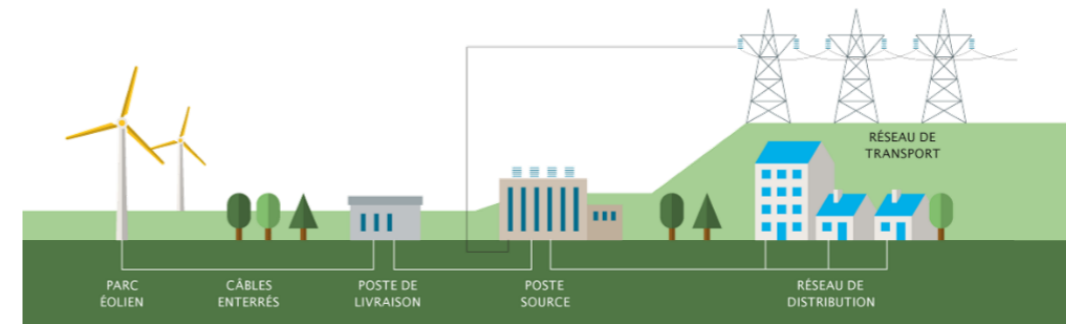 RÉSEAU DE
TRANSPORT
PARC
ÉOLIEN
CÂBLES
ENTERRÉS
POSTE DE
LIVRAISON
POSTE
SOURCE
RÉSEAU DE
DISTRIBUTION